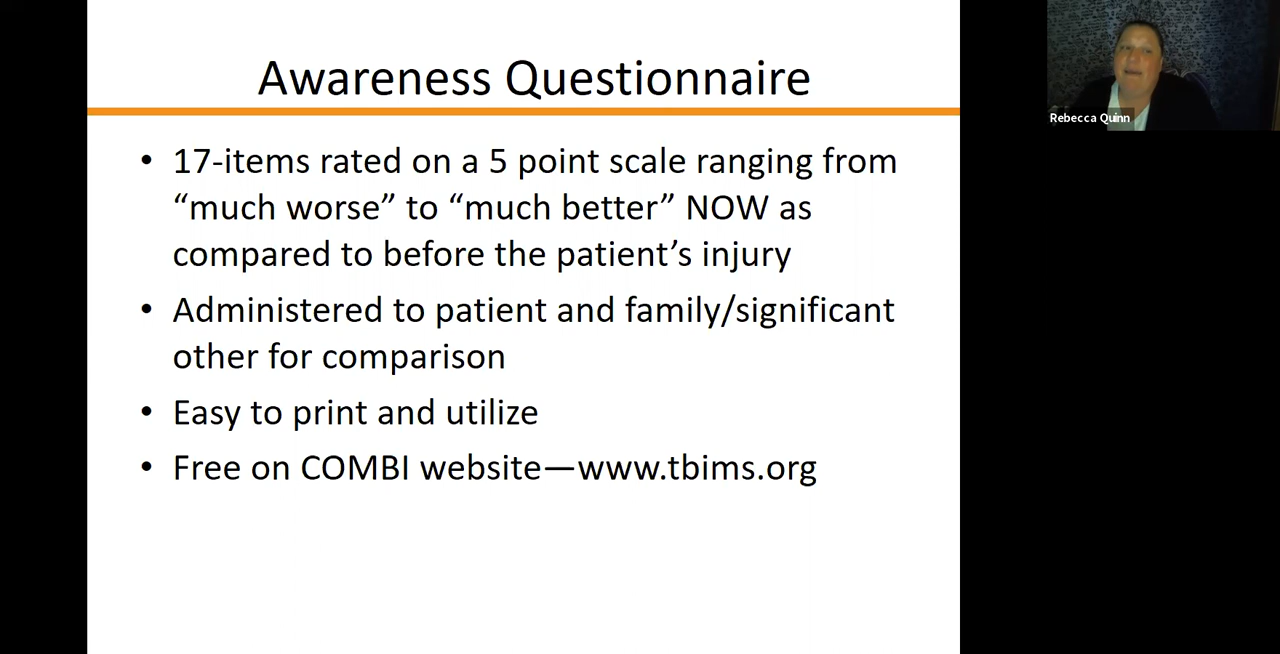 Awareness Questionnaire
• 17-items rated on a 5 point scale ranging from
“much worse” to “much better” NOW as
compared to before the patient’s injury
• Administered to patient and family/significant
other for comparison
• Easy to print and utilize
• Free on COMBI website—www.tbims.org
Rebecca Quinn